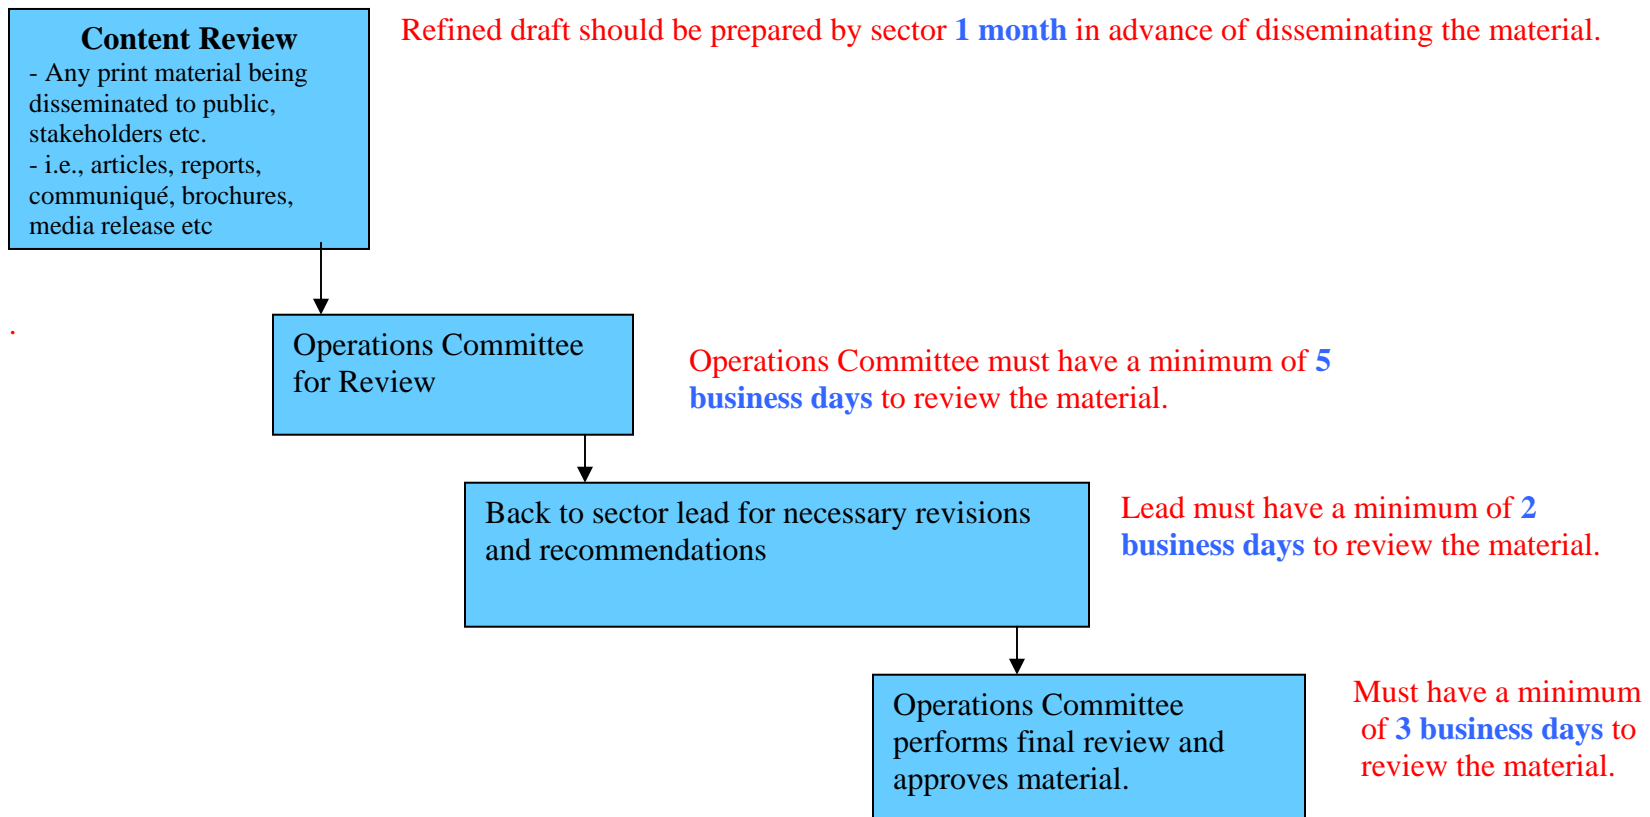 Content Review
- Any print material being
disseminated to public,
stakeholders etc.
- i.e., articles, reports,
communiqué, brochures,
media release etc
Refined draft should be prepared by sector 1 month in advance of disseminating the material.
.
Operations Committee
for Review
Operations Committee must have a minimum of 5
business days to review the material.
Back to sector lead for necessary revisions
and recommendations
Lead must have a minimum of 2
business days to review the material.
Operations Committee
performs final review and
approves material.
Must have a minimum
of 3 business days to
review the material.